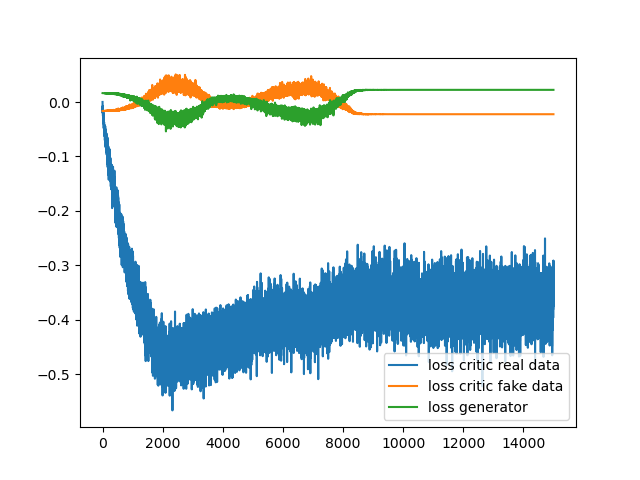 0.0
−0.1
−0.2
−0.3
−0.4
−0.5
0 2000 4000 6000 8000 10000 12000 14000
loss critic real data
loss critic fake data
loss generator